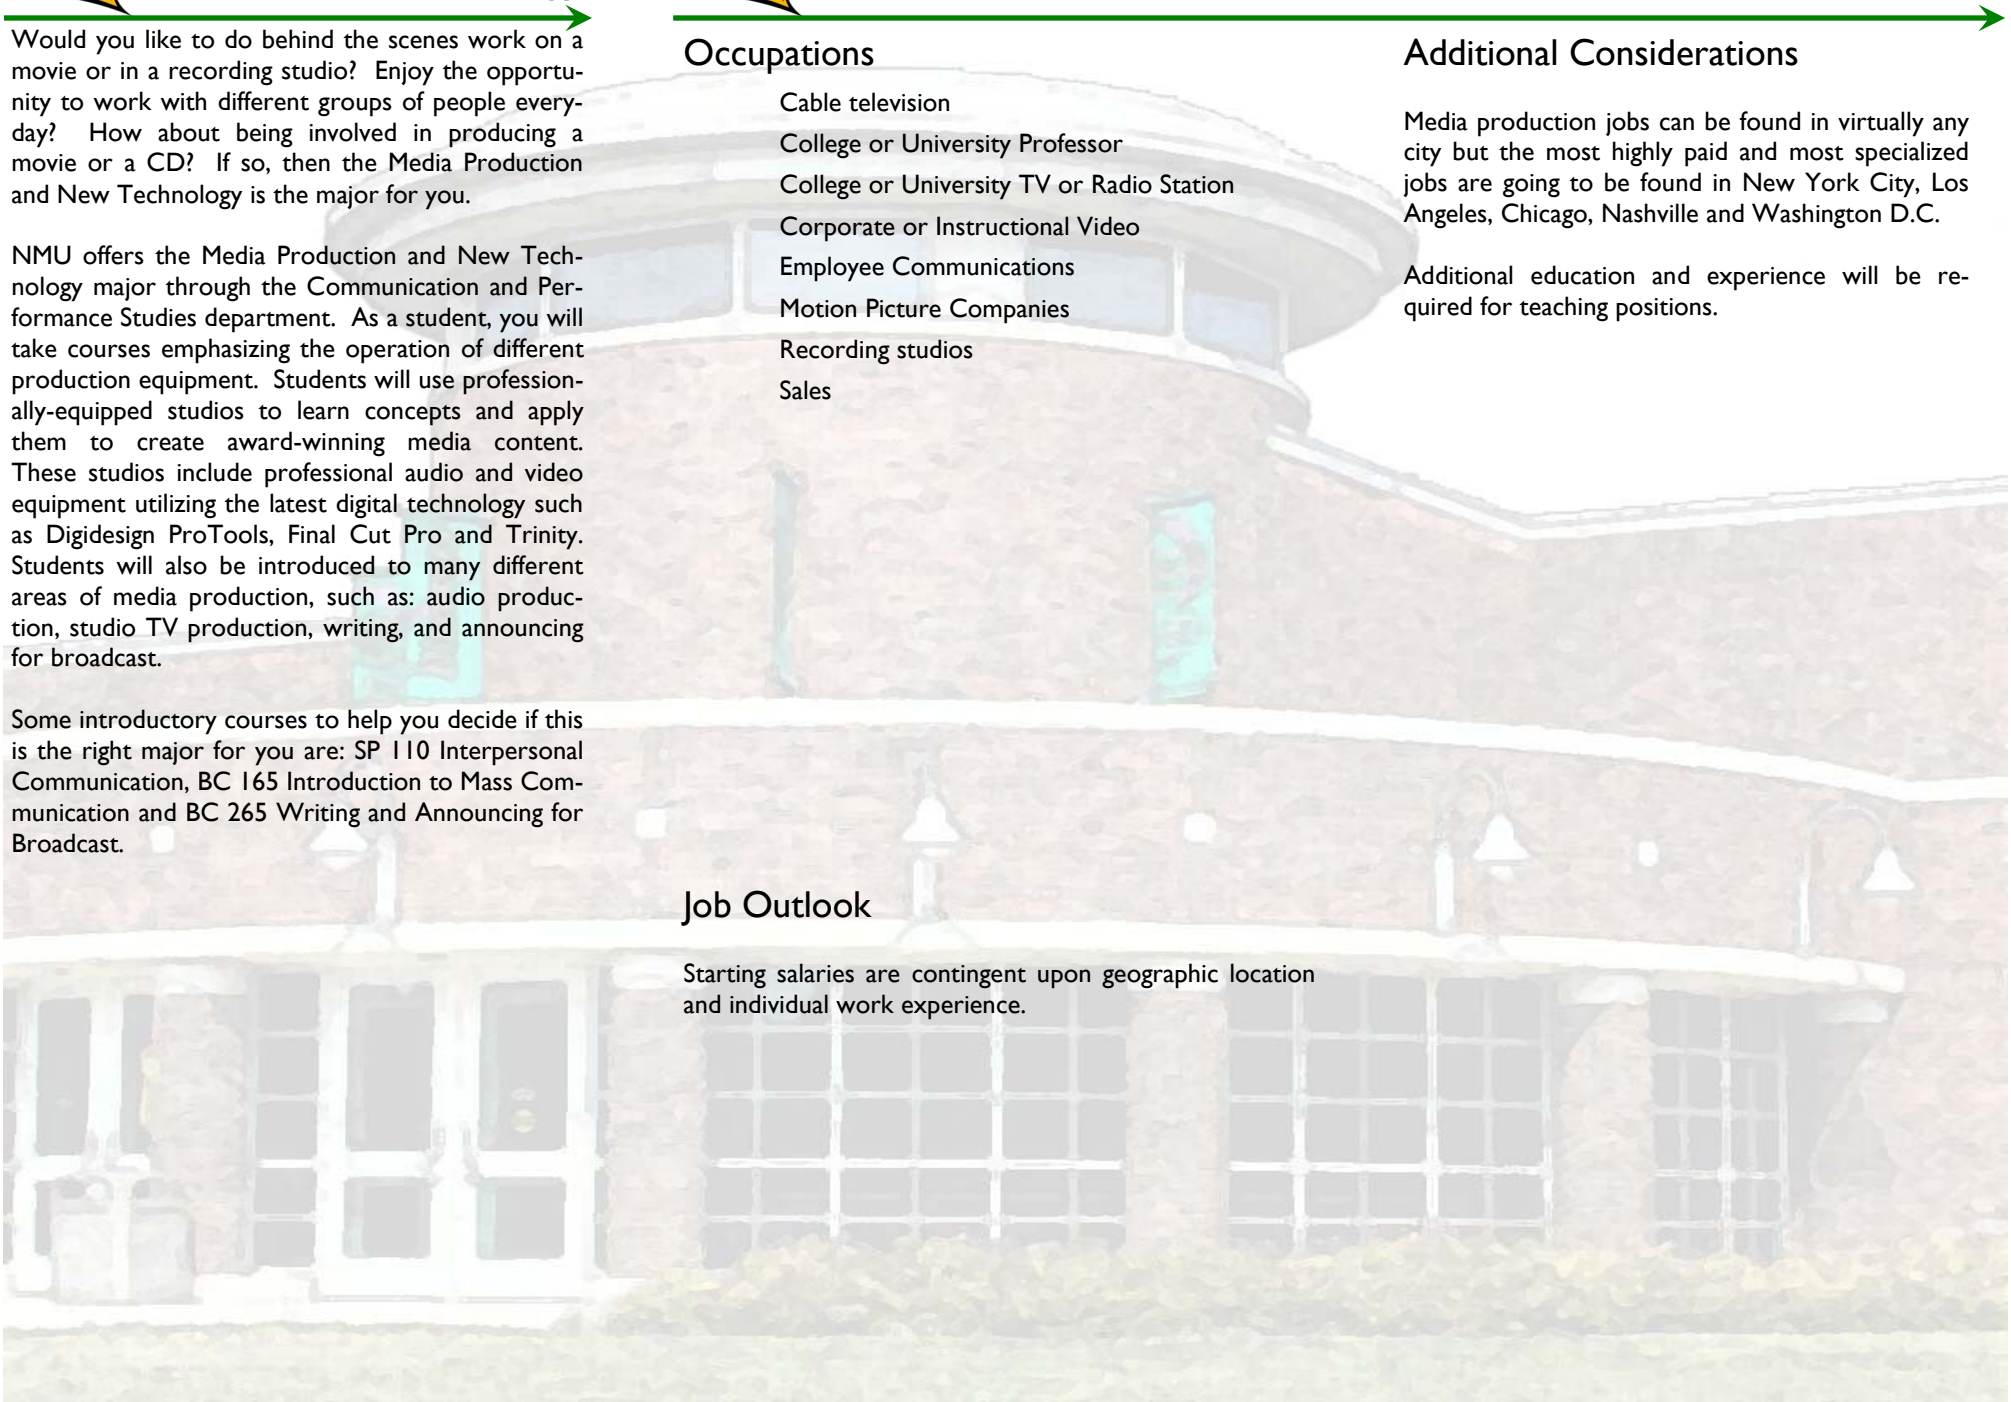 Would you like to do behind the scenes work on a
movie or in a recording studio? Enjoy the opportu-
nity to work with different groups of people every-
day? How about being involved in producing a
movie or a CD? If so, then the Media Production
and New Technology is the major for you.
NMU offers the Media Production and New Tech-
nology major through the Communication and Per-
formance Studies department. As a student, you will
take courses emphasizing the operation of different
production equipment. Students will use profession-
ally-equipped studios to learn concepts and apply
them to create award-winning media content.
These studios include professional audio and video
equipment utilizing the latest digital technology such
as Digidesign ProTools, Final Cut Pro and Trinity.
Students will also be introduced to many different
areas of media production, such as: audio produc-
tion, studio TV production, writing, and announcing
for broadcast.
Some introductory courses to help you decide if this
is the right major for you are: SP 110 Interpersonal
Communication, BC 165 Introduction to Mass Com-
munication and BC 265 Writing and Announcing for
Broadcast.
Occupations
Cable television
College or University Professor
College or University TV or Radio Station
Corporate or Instructional Video
Employee Communications
Motion Picture Companies
Recording studios
Sales
Job Outlook
Starting salaries are contingent upon geographic location
and individual work experience.
Additional Considerations
Media production jobs can be found in virtually any
city but the most highly paid and most specialized
jobs are going to be found in New York City, Los
Angeles, Chicago, Nashville and Washington D.C.
Additional education and experience will be re-
quired for teaching positions.